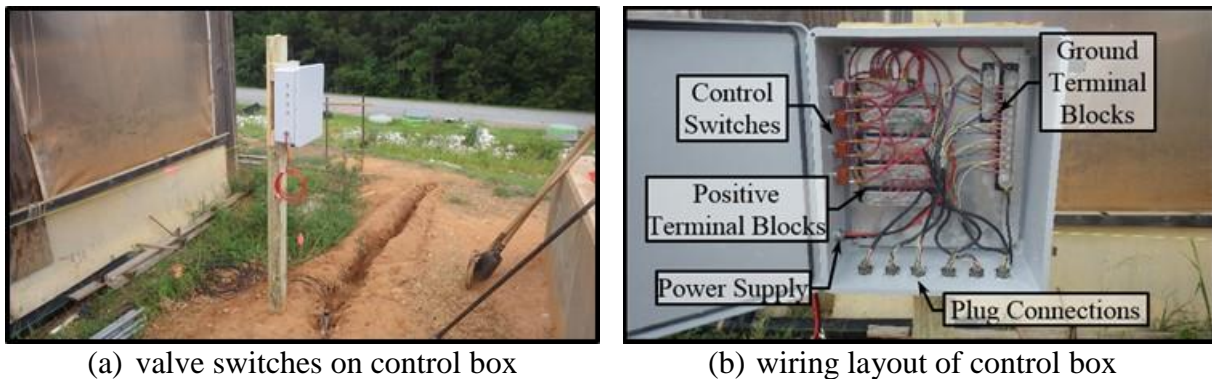 Control
Switches
Ground
Terminal
Blocks
Positive
Terminal Blocks
Power Supply
Plug Connections
(a) valve switches on control box
(b) wiring layout of control box